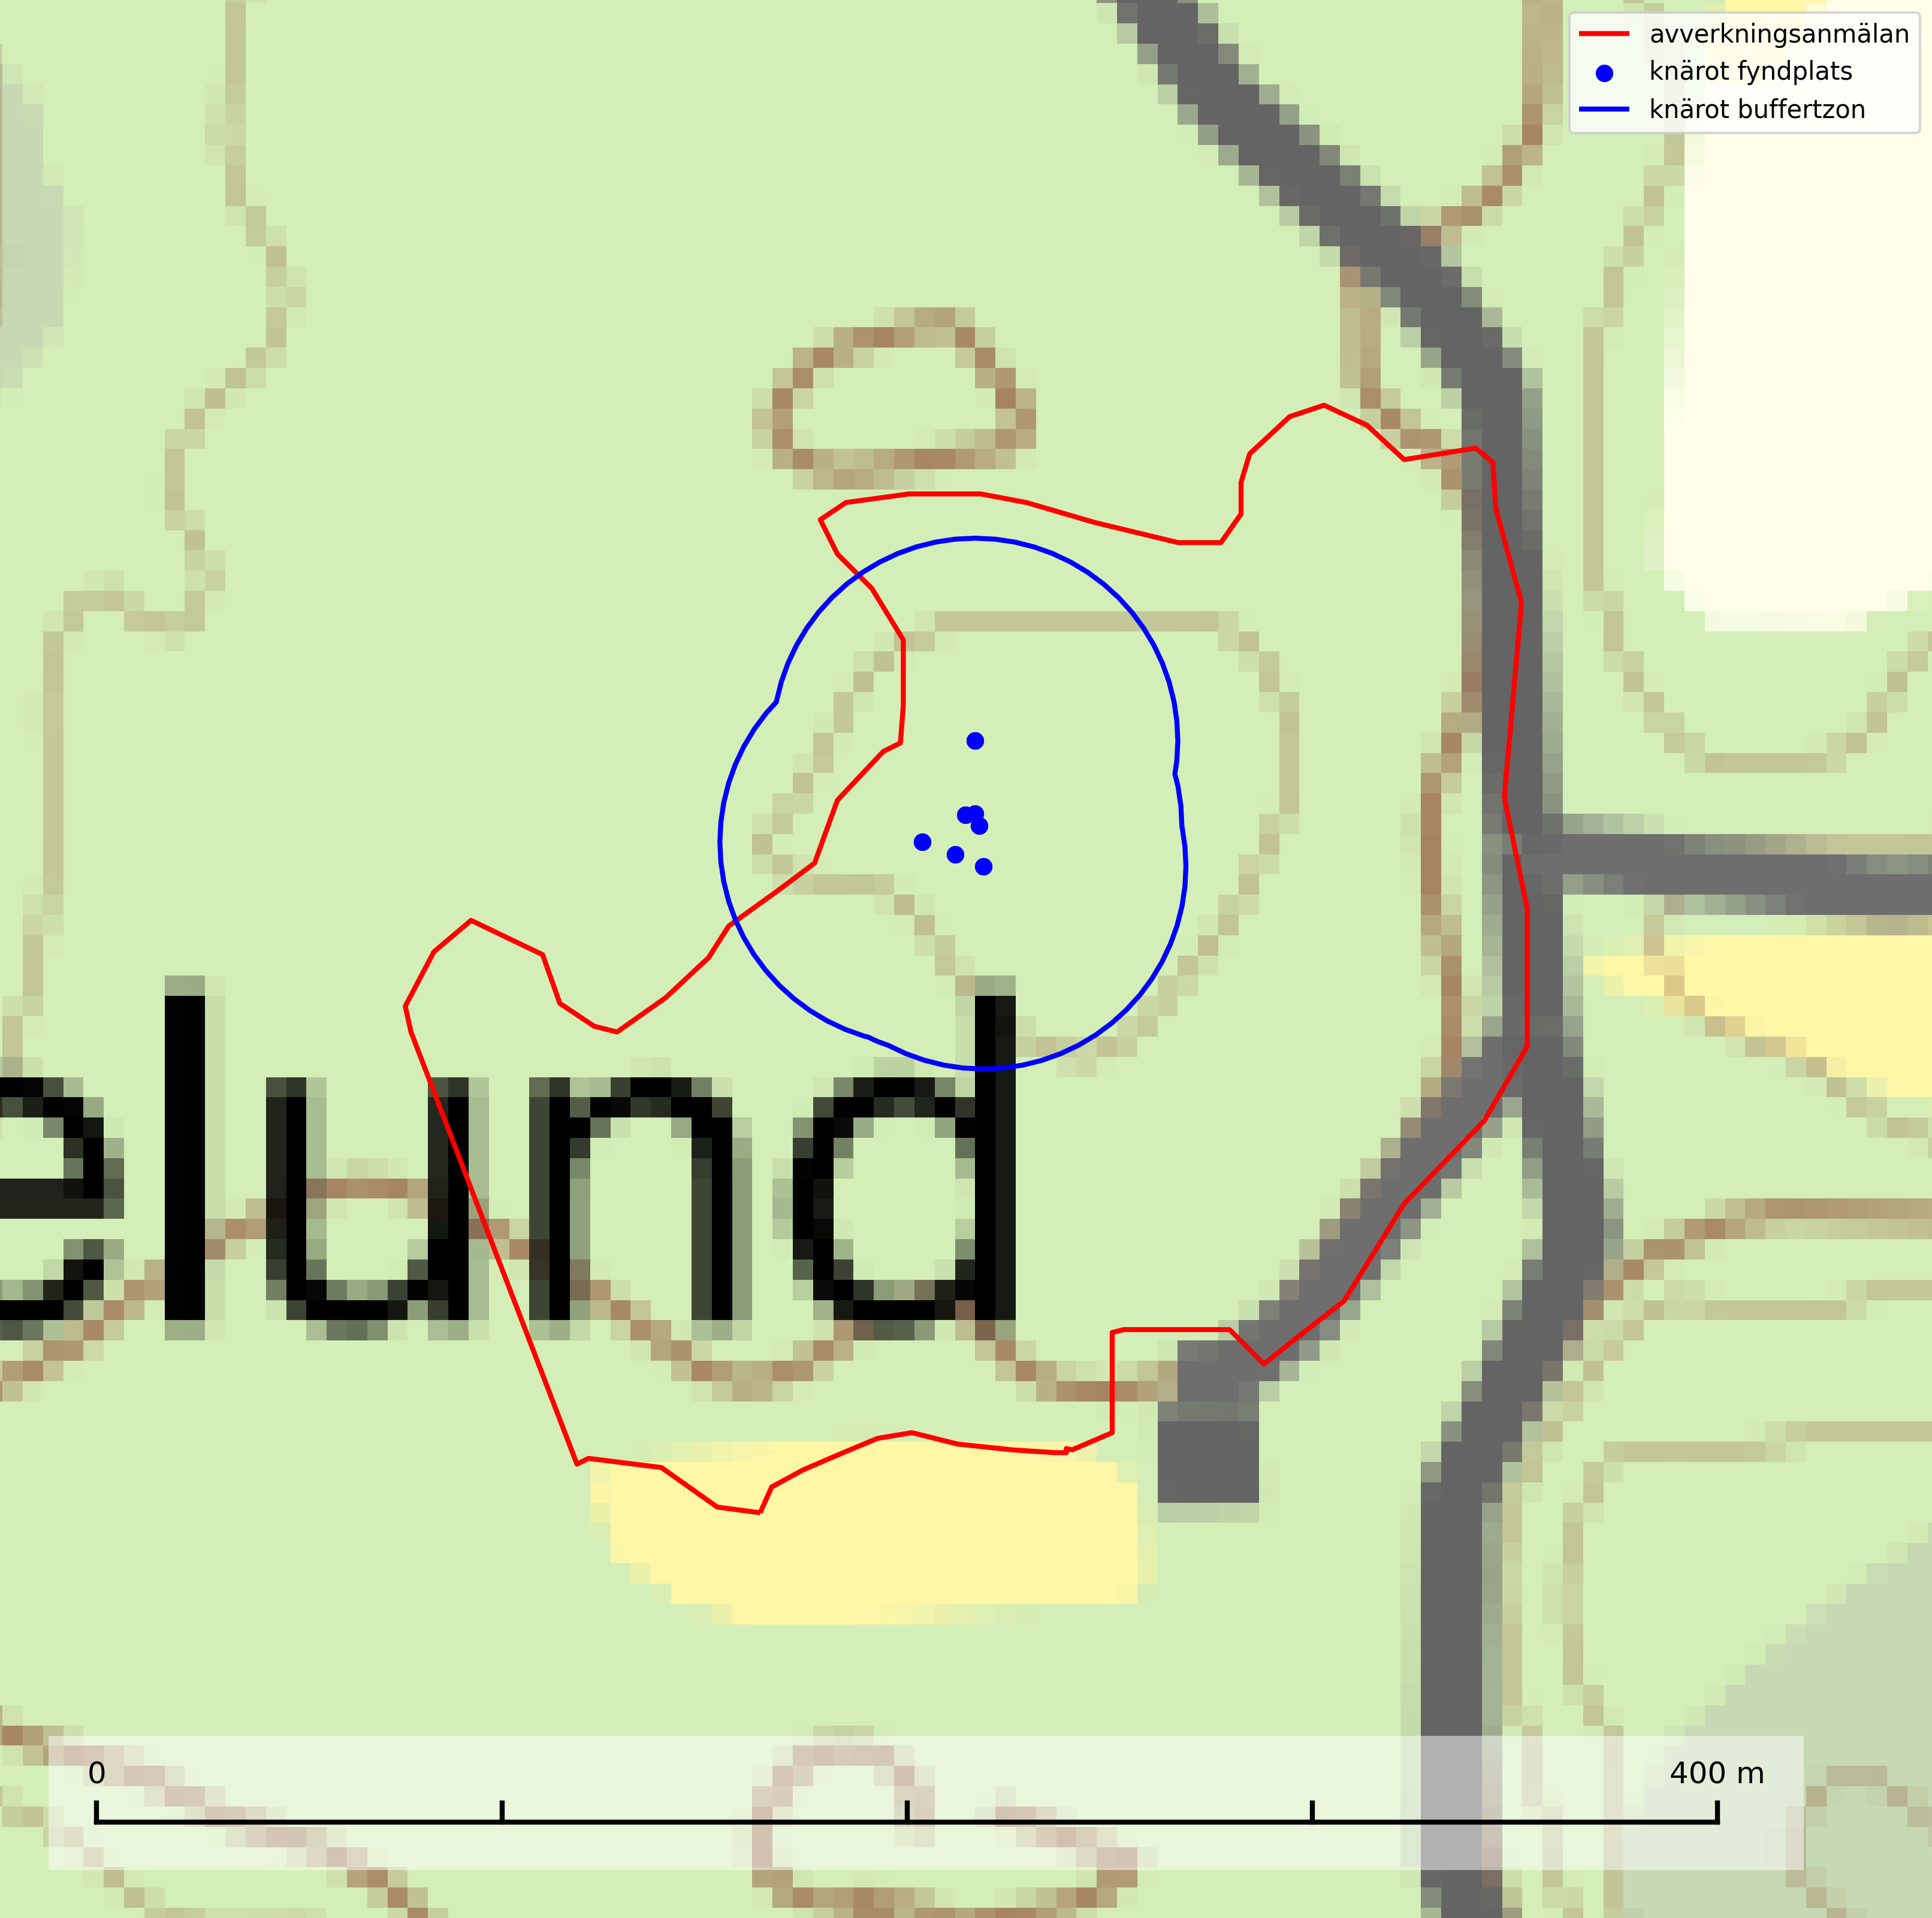 avverkningsanmälan
knärot fyndplats
knärot buffertzon
elund
0 400 m